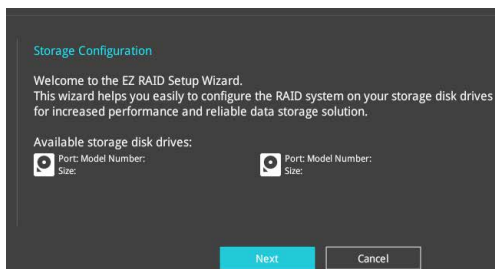 Storage Configuration
Welcome to the EZ RAID Setup Wizard.
This wizard helps you easily to configure the RAID system on your storage disk drives
for increased performance and reliable data storage solution.
Available storage disk drives:
Port: Model Number:
Size:
Port: Model Number:
Size:
Next
Cancel